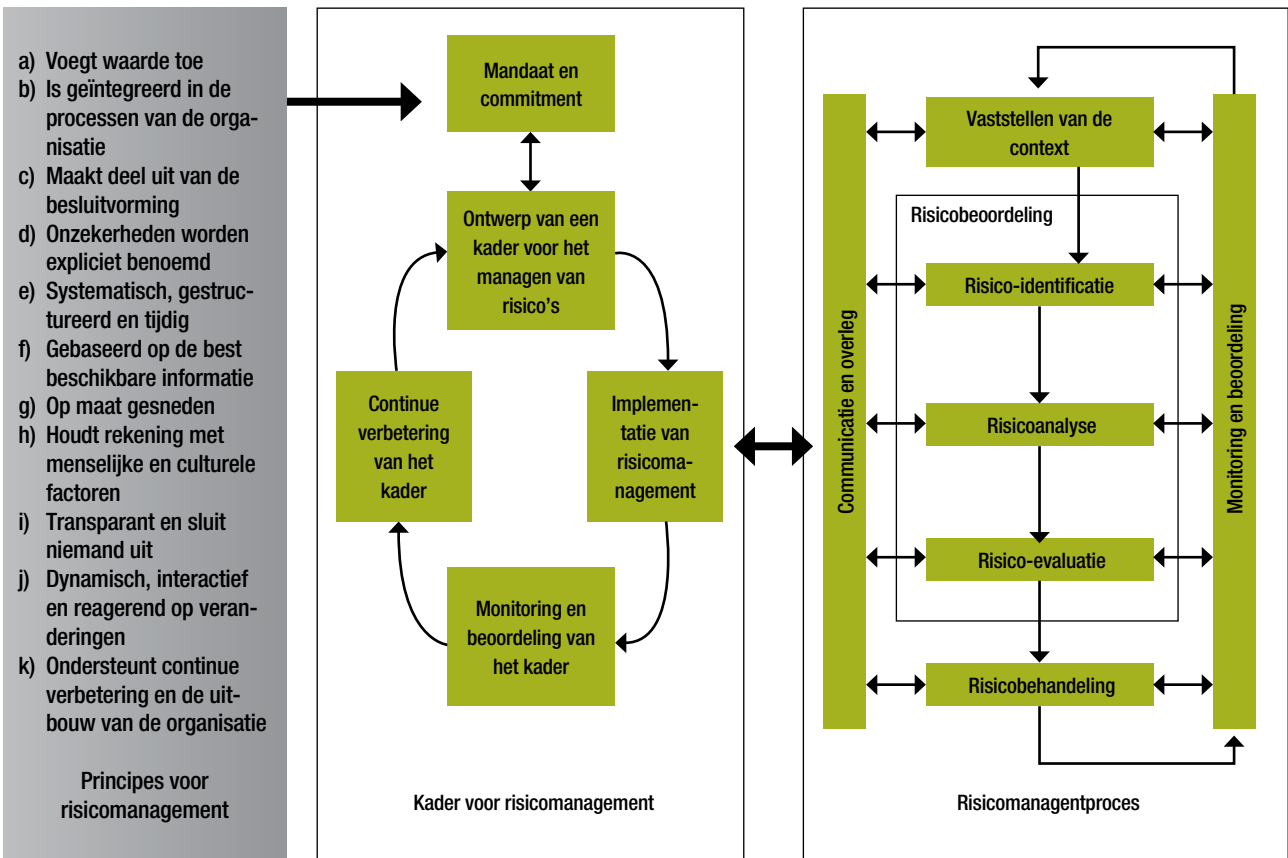 a) Voegt waarde toe
b) Is geïntegreerd in de
processen van de orga-
nisatie
c) Maakt deel uit van de
besluitvorming
d) Onzekerheden worden
expliciet benoemd
e) Systematisch, gestruc-
tureerd en tijdig
f) Gebaseerd op de best
beschikbare informatie
g) Op maat gesneden
h) Houdt rekening met
menselijke en culturele
factoren
i) Transparant en sluit
niemand uit
j) Dynamisch, interactief
en reagerend op veran-
deringen
k) Ondersteunt continue
verbetering en de uit-
bouw van de organisatie
Principes voor
risicomanagement
Mandaat en
commitment
Ontwerp van een
kader voor het
managen van
risico's
Continue
verbetering
van het
kader
Implemen-
tatie van
risicoma-
nagement
Monitoring en
beoordeling van
het kader
Kader voor risicomanagement
Communicatie en overleg
Vaststellen van de
context
Risicobeoordeling
Risico-identificatie
Risicoanalyse
Risico-evaluatie
Risicobehandeling
Monitoring en beoordeling
Risicomanagentproces